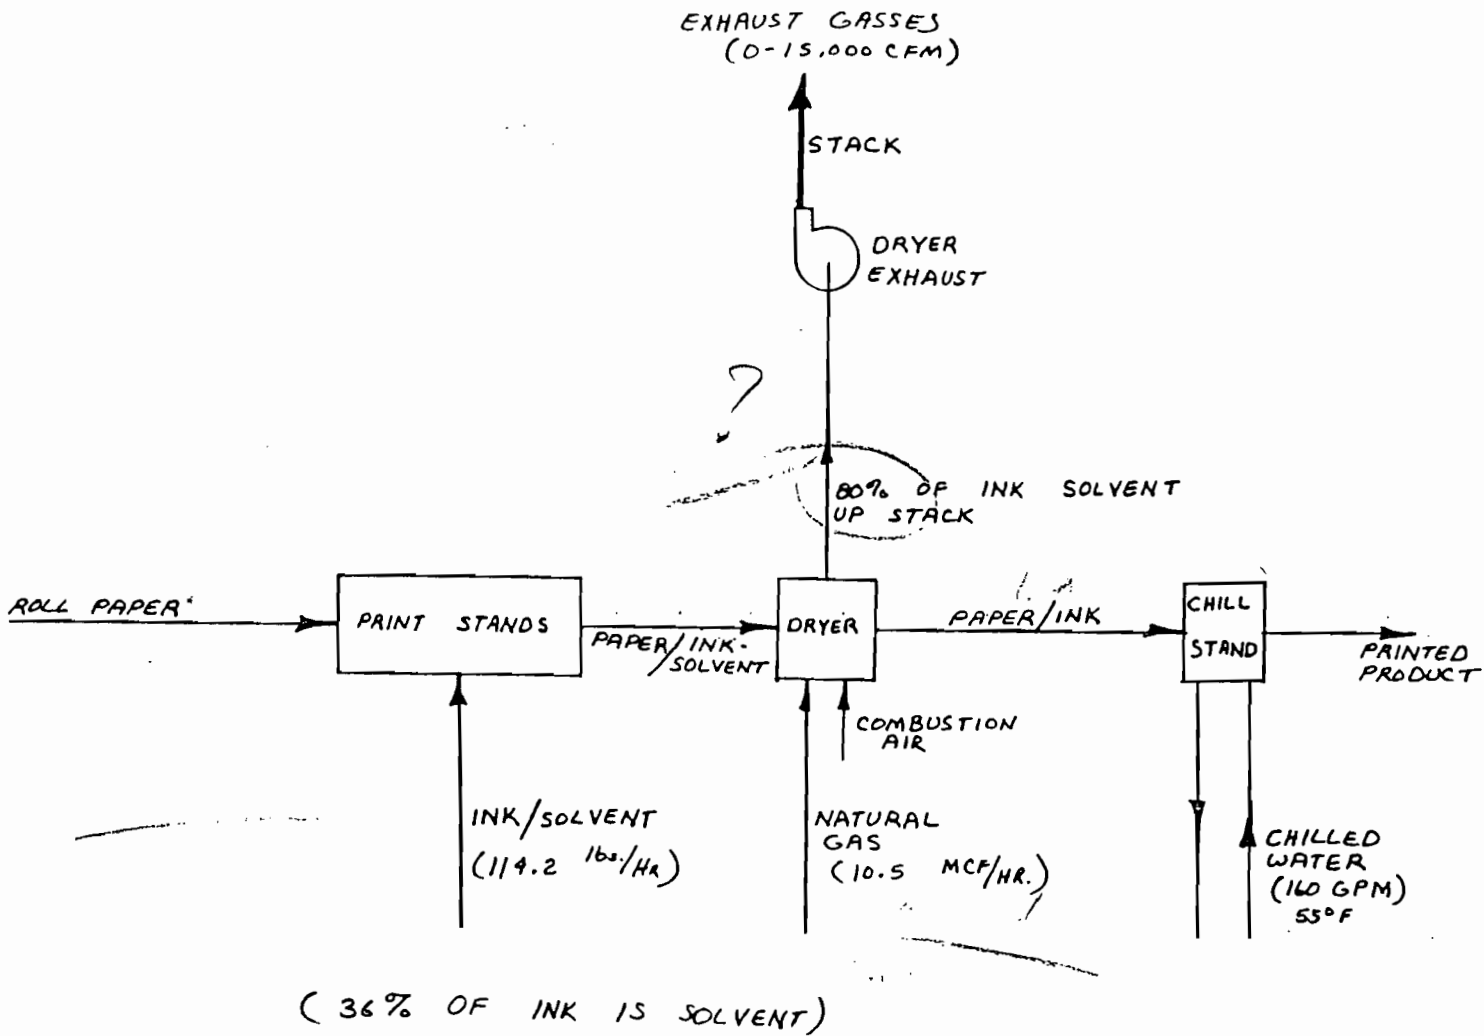 EXHAUST GASSES
(0-15,000 CFM)
STACK
DRYER
EXHAUST
?
80% OF INK SOLVENT
UP STACK
ROLL PAPER
PRINT STANDS
PAPER/INK-
SOLVENT
DRYER
PAPER/INK
CHILL
STAND
PRINTED
PRODUCT
COMBUSTION
AIR
INK/SOLVENT
(114.2 lbs./HR)
NATURAL
GAS
(10.5 MCF/HR.)
CHILLED
WATER
(160 GPM)
55°F
(36% OF INK IS SOLVENT)